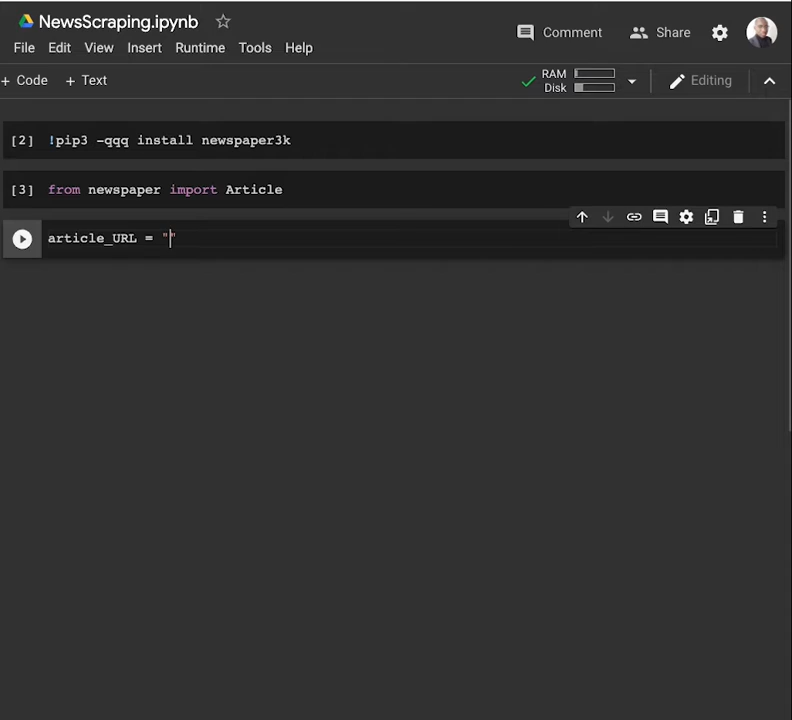 NewsScraping.ipynb
File Edit View Insert Runtime Tools Help
Comment Share
+ Code + Text
RAM
Disk
Editing
[2] !pip3 -qqq install newspaper3k
[3] from newspaper import Article
article_URL = ""